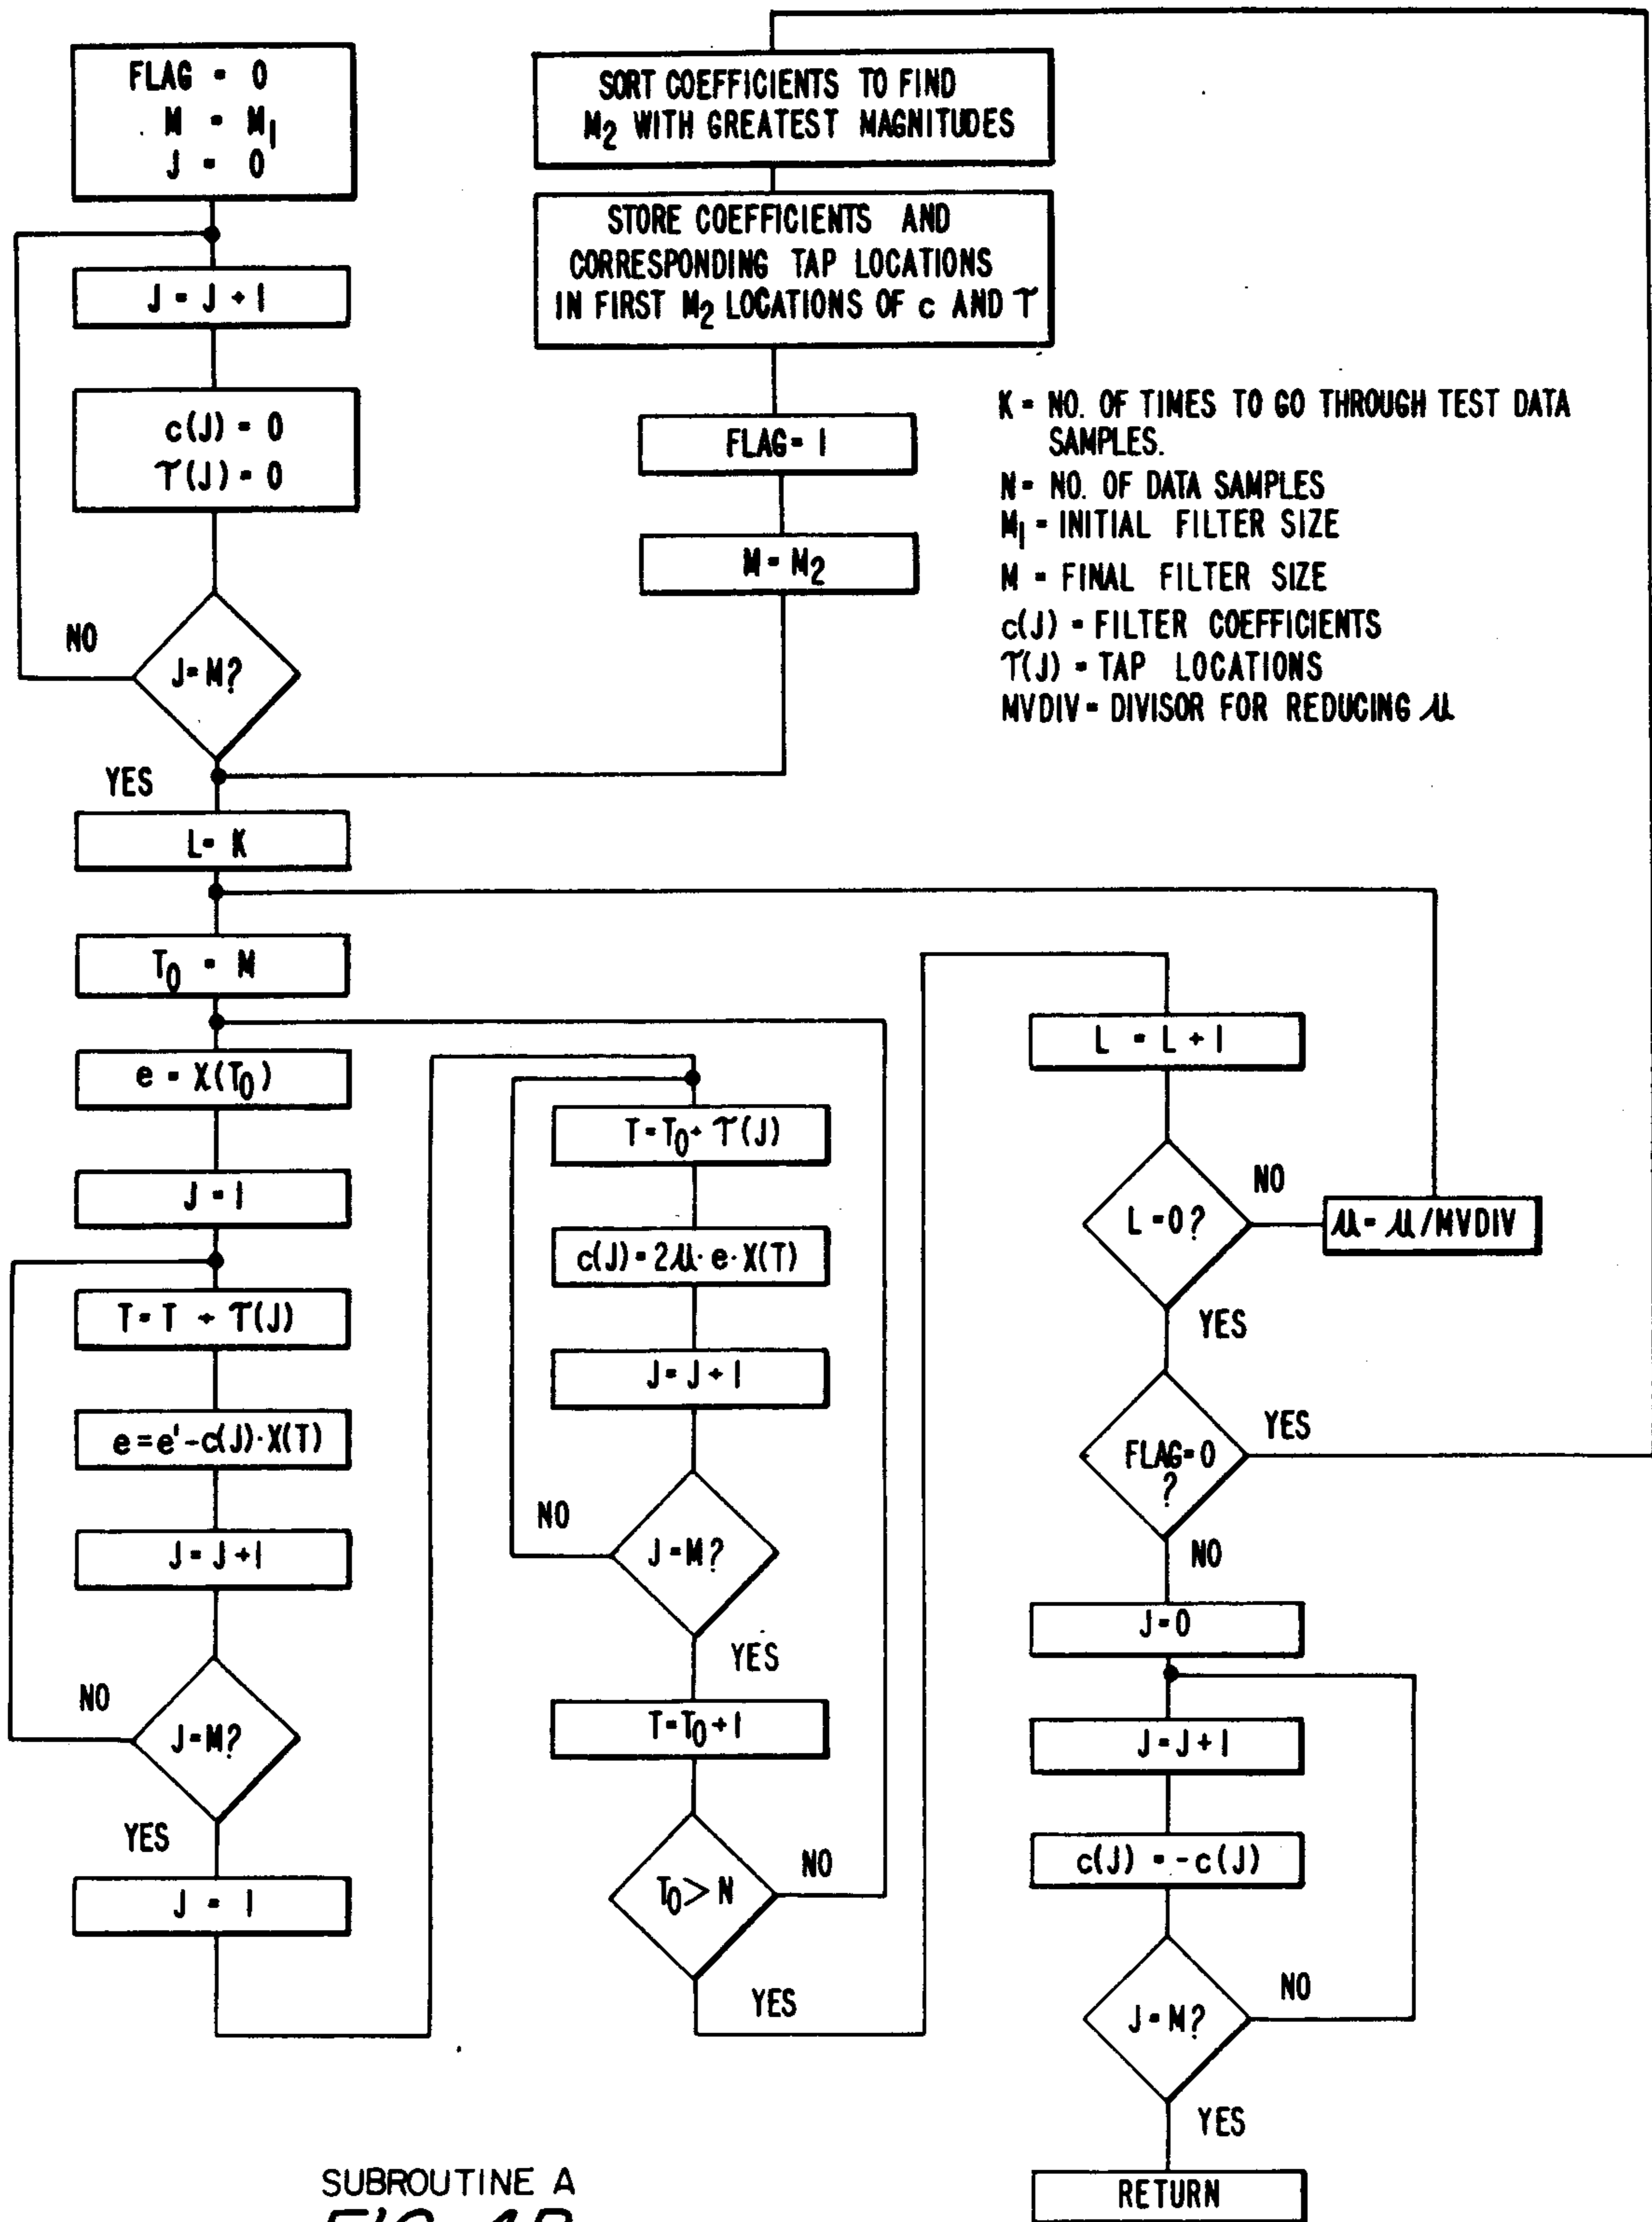 FLAG = 0
M = M1
J = 0
J = J + 1
c(J) = 0
τ(J) = 0
NO
J=M?
YES
L= K
T0 = M
e = X(T0)
J = 1
T= T + τ(J)
e=e'-c(J)·X(T)
J= J+1
NO
J=M?
YES
J = 1
SORT COEFFICIENTS TO FIND
M2 WITH GREATEST MAGNITUDES
STORE COEFFICIENTS AND
CORRESPONDING TAP LOCATIONS
IN FIRST M2 LOCATIONS OF c AND τ
FLAG= 1
M= M2
K = NO. OF TIMES TO GO THROUGH TEST DATA
SAMPLES.
N= NO. OF DATA SAMPLES
M1 = INITIAL FILTER SIZE
M = FINAL FILTER SIZE
c(J) = FILTER COEFFICIENTS
τ(J) = TAP LOCATIONS
MVDIV= DIVISOR FOR REDUCING μ
T=T0+ τ(J)
c(J)=2μ·e·X(T)
J= J+1
NO
J=M?
YES
T=T0+1
T0> N
NO
YES
L = L + 1
L =0?
NO
μ= μ/MVDIV
YES
FLAG=0
?
YES
NO
J=0
J=J+1
c(J) = -c(J)
J=M?
NO
YES
RETURN
SUBROUTINE A